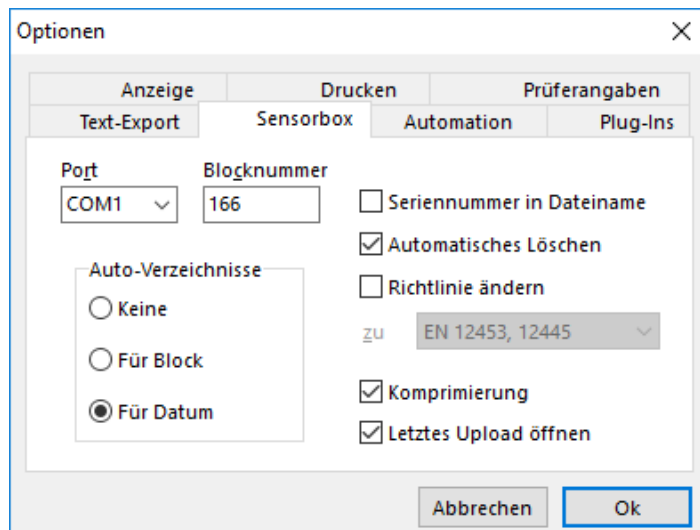 Optionen
Anzeige Drucken Prüferangaben
Text-Export Sensorbox Automation Plug-Ins
Port Blocknummer
COM1 166
Seriennummer in Dateiname
Automatisches Löschen
Auto-Verzeichnisse
Richtlinie ändern
Keine
zu EN 12453, 12445
Für Block
Komprimierung
Für Datum
Letztes Upload öffnen
Abbrechen Ok